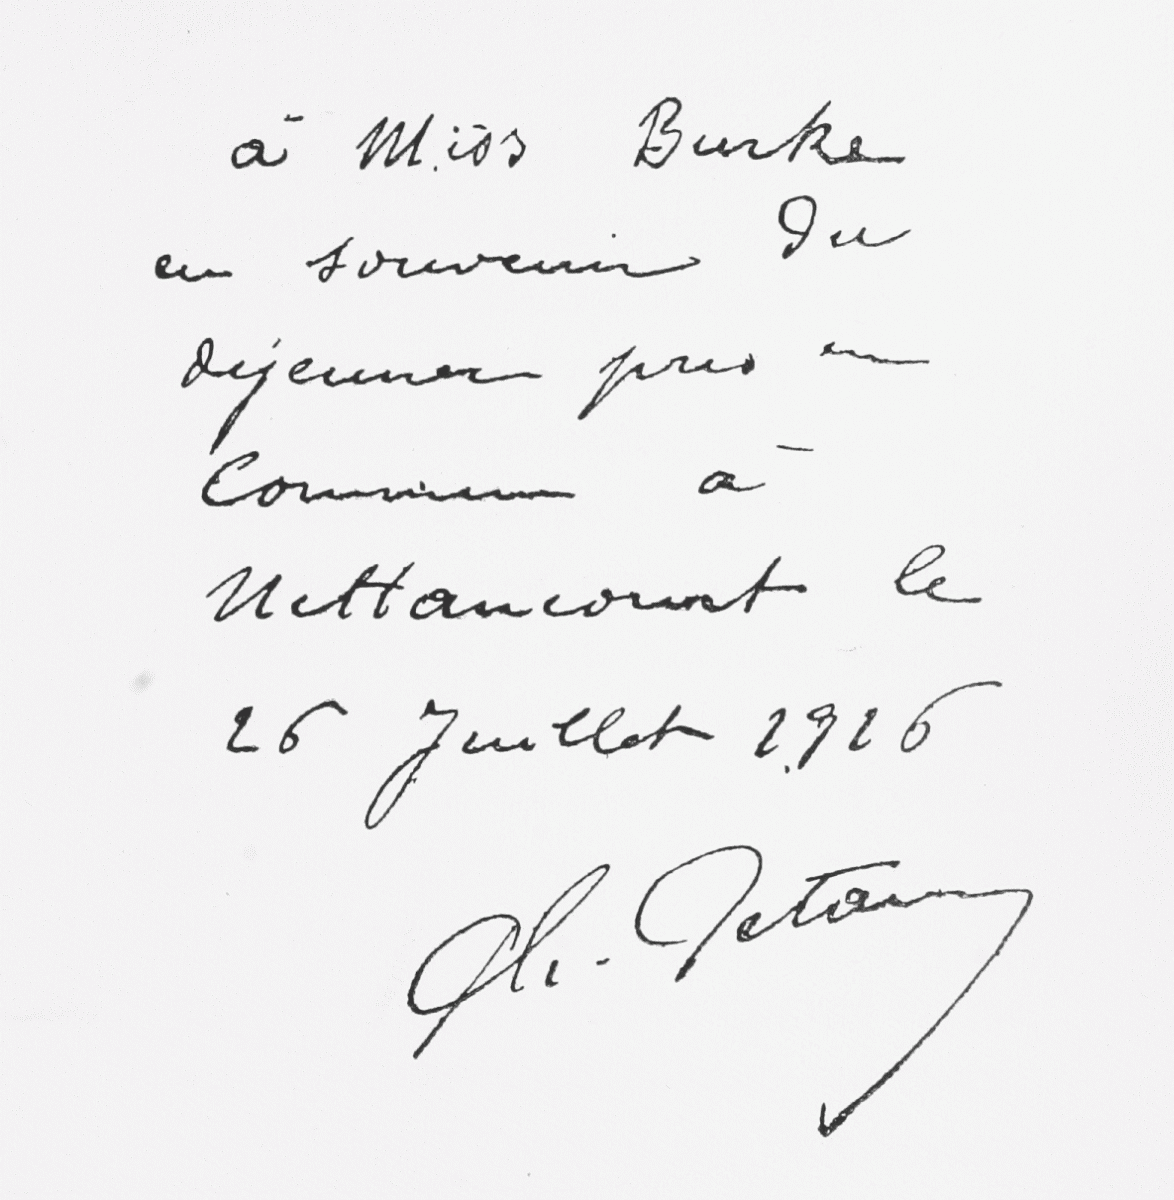 à Miss Burke
en souvenir du
déjeuner pris en
Commun à
Nettancourt le
26 Juillet 1916
Ph. Pétain